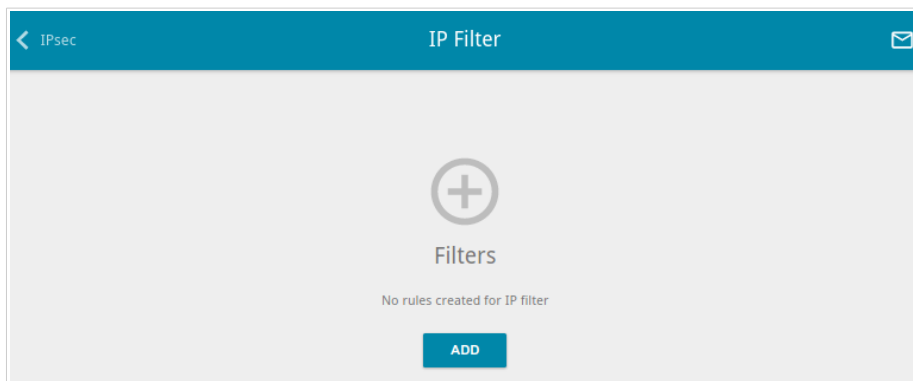 IPsec
IP Filter
Filters
No rules created for IP filter
ADD